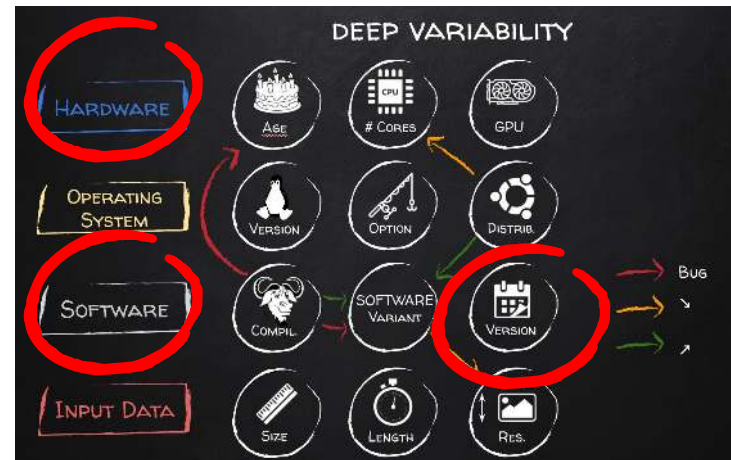 DEEP VARIABILITY
HARDWARE
AGE
CPU
# CORES
GPU
OPERATING
SYSTEM
VERSION
OPTION
DISTRIB.
SOFTWARE
COMPIL.
SOFTWARE
VARIANT
VERSION
BUG
INPUT DATA
SIZE
LENGTH
RES.